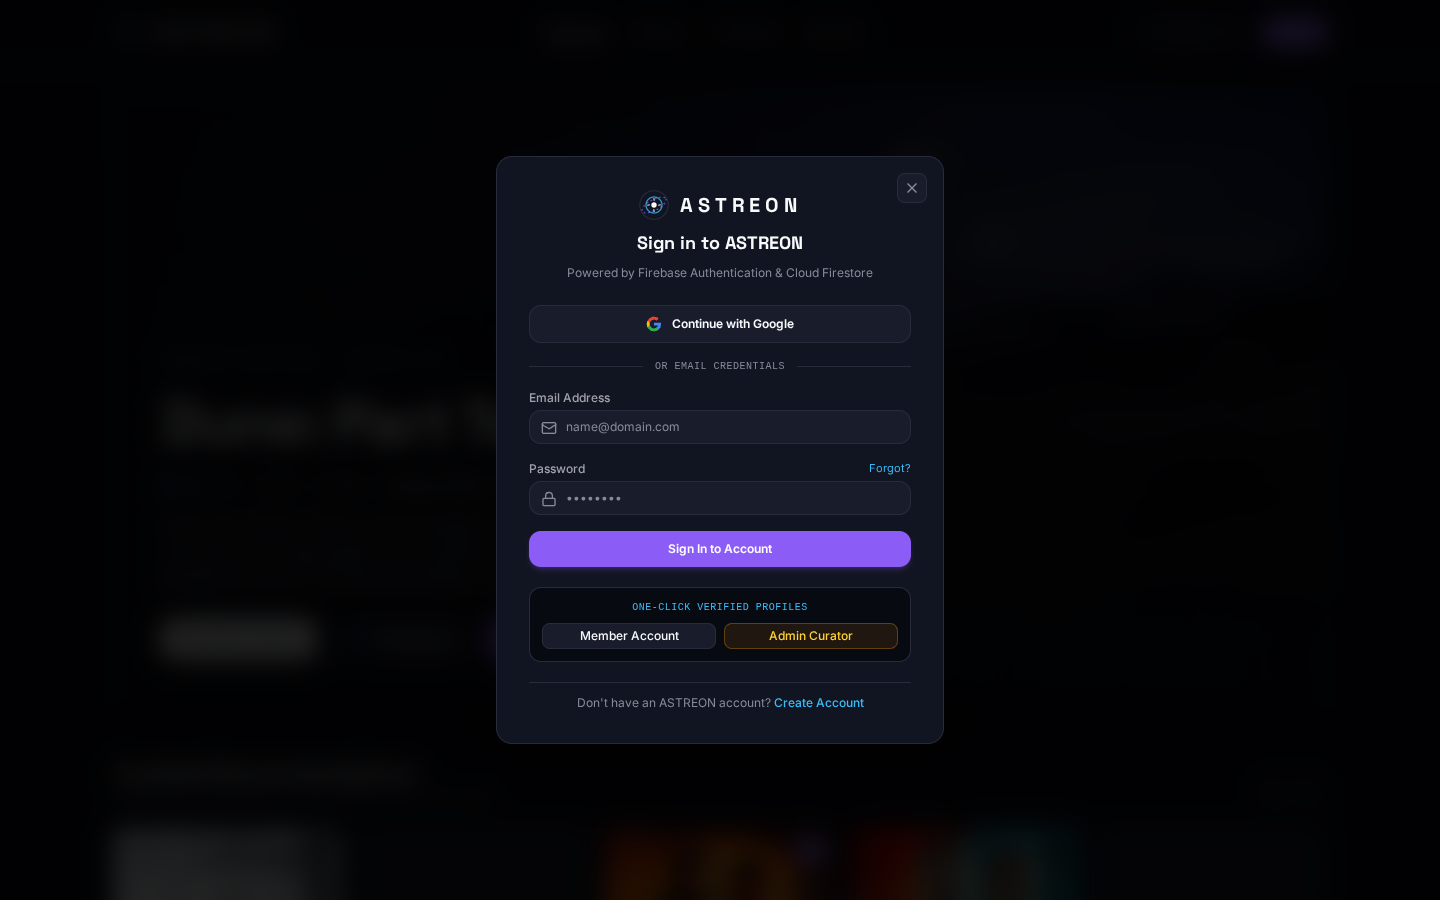 ASTREON
Sign in to ASTREON
Powered by Firebase Authentication & Cloud Firestore
Continue with Google
OR EMAIL CREDENTIALS
Email Address
name@domain.com
Password Forgot?
••••••••
Sign In to Account
ONE-CLICK VERIFIED PROFILES
Member Account Admin Curator
Don't have an ASTREON account? Create Account